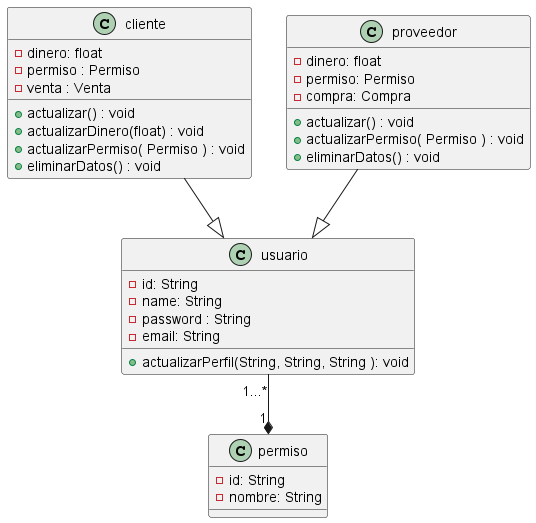 C cliente
dinero: float
permiso : Permiso
venta : Venta
actualizar() : void
actualizarDinero(float) : void
actualizarPermiso( Permiso ) : void
eliminarDatos() : void
C proveedor
dinero: float
permiso: Permiso
compra: Compra
actualizar() : void
actualizarPermiso( Permiso ) : void
eliminarDatos() : void
C usuario
id: String
name: String
password : String
email: String
actualizarPerfil(String, String, String ): void
1...*
1
C permiso
id: String
nombre: String